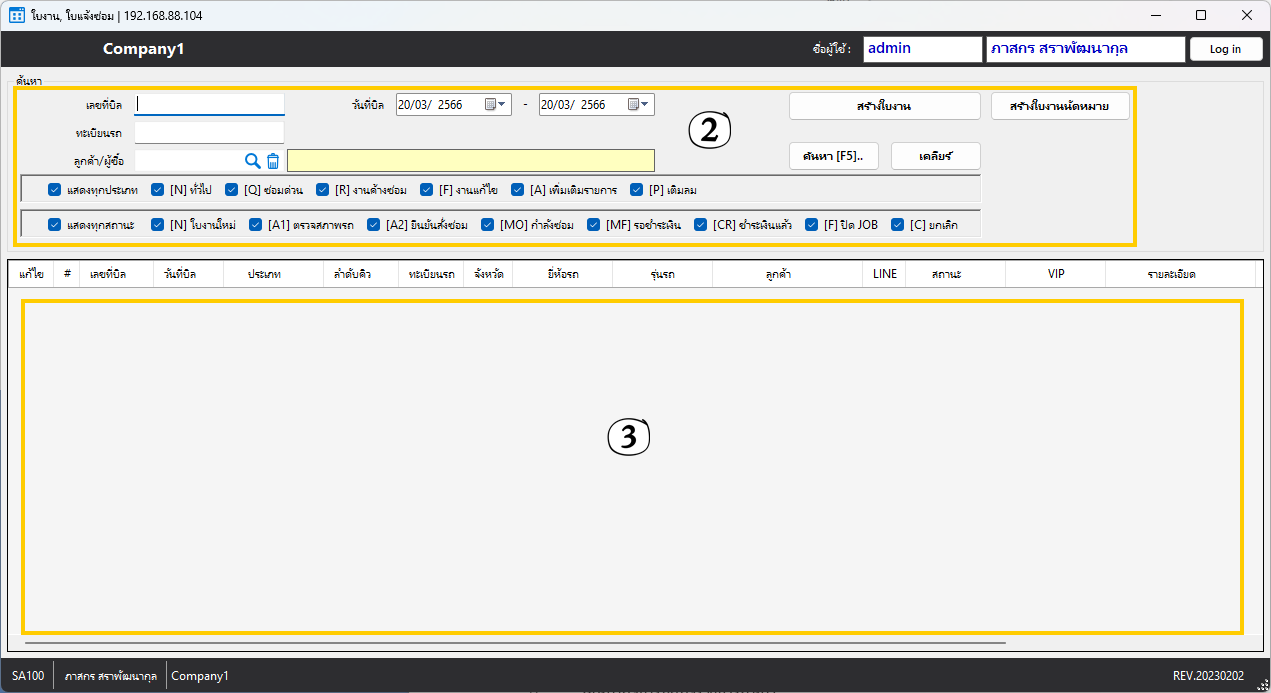 ใบงาน, ใบแจ้งซ่อม | 192.168.88.104
Company1 ชื่อผู้ใช้ : admin ภาสกร สราพัฒนากุล Log in
ค้นหา
เลขที่บิล วันที่บิล 20/03/ 2566 - 20/03/ 2566 สร้างใบงาน สร้างใบงานนัดหมาย
2
ทะเบียนรถ
ลูกค้า/ผู้ซื้อ ค้นหา [F5].. เคลียร์
แสดงทุกประเภท [N] ทั่วไป [Q] ซ่อมด่วน [R] งานค้างซ่อม [F] งานแก้ไข [A] เพิ่มเติมรายการ [P] เติมลม
แสดงทุกสถานะ [N] ใบงานใหม่ [A1] ตรวจสภาพรถ [A2] ยืนยันสั่งซ่อม [MO] กำลังซ่อม [MF] รอชำระเงิน [CR] ชำระเงินแล้ว [F] ปิด JOB [C] ยกเลิก
แก้ไข # เลขที่บิล วันที่บิล ประเภท ลำดับคิว ทะเบียนรถ จังหวัด ยี่ห้อรถ รุ่นรถ ลูกค้า LINE สถานะ VIP รายละเอียด
3
SA100 ภาสกร สราพัฒนากุล Company1 REV.20230202